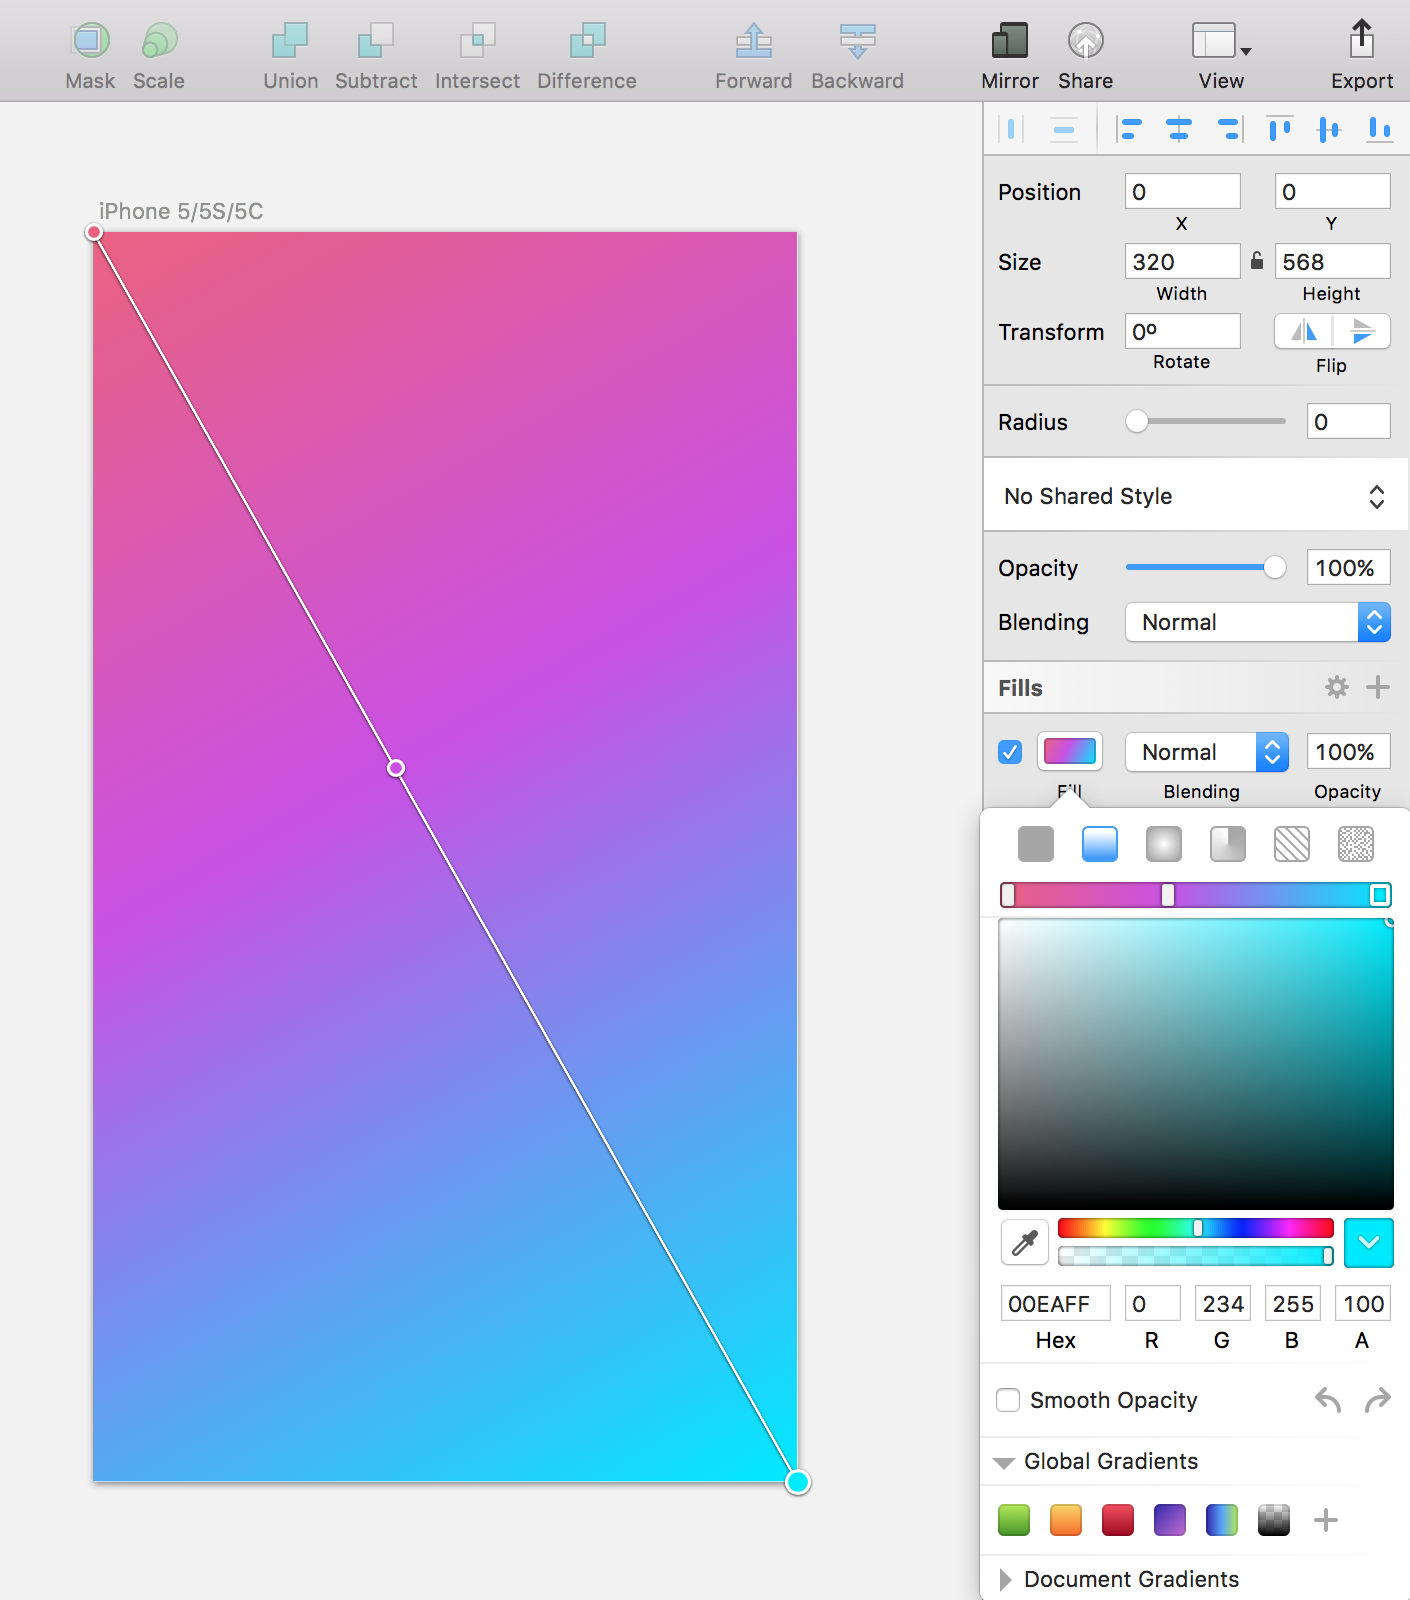 Mask Scale Union Subtract Intersect Difference Forward Backward Mirror Share View Export
iPhone 5/5S/5C
Position 0 0
X Y
Size 320 568
Width Height
Transform 0º
Rotate Flip
Radius 0
No Shared Style
Opacity 100%
Blending Normal
Fills
Normal 100%
Fill Blending Opacity
00EAFF 0 234 255 100
Hex R G B A
Smooth Opacity
Global Gradients
Document Gradients